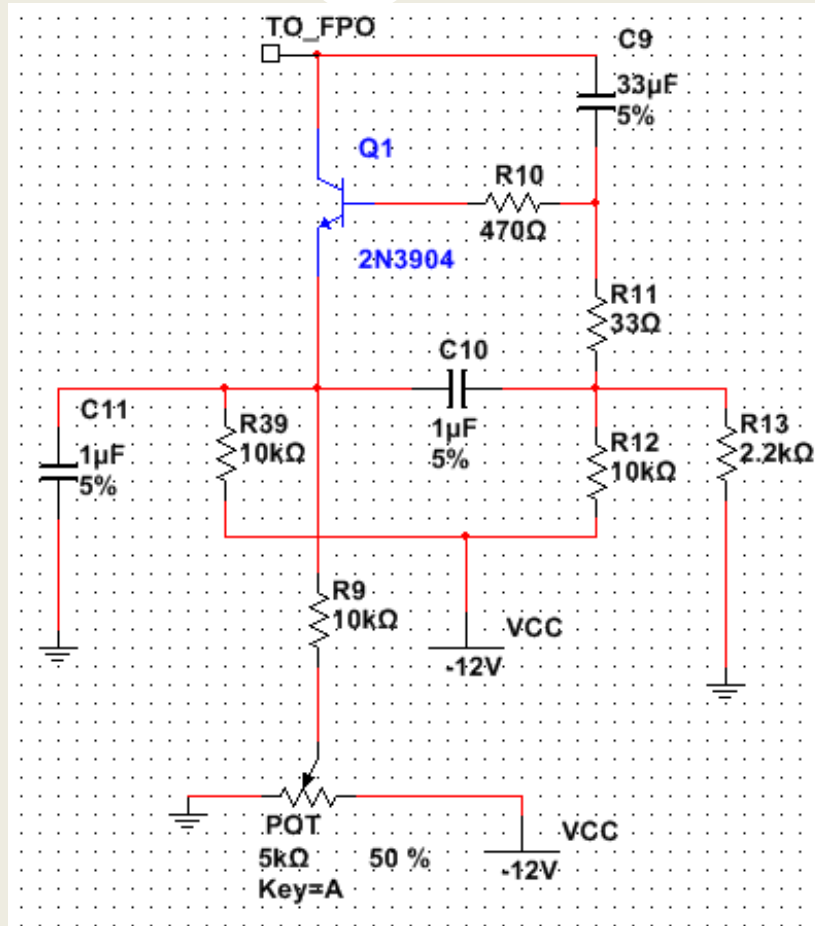 TO_FPO
C9
33µF
5%
Q1
R10
470Ω
2N3904
R11
33Ω
C10
1µF
5%
C11
1µF
5%
R39
10kΩ
R12
10kΩ
R13
2.2kΩ
R9
10kΩ
VCC
-12V
POT
5kΩ 50 %
Key=A
VCC
-12V